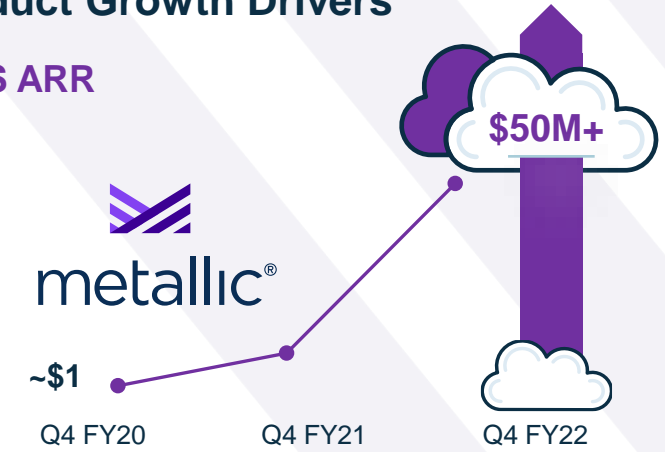 duct Growth Drivers
S ARR
$50M+
metallic®
~$1
Q4 FY20 Q4 FY21 Q4 FY22